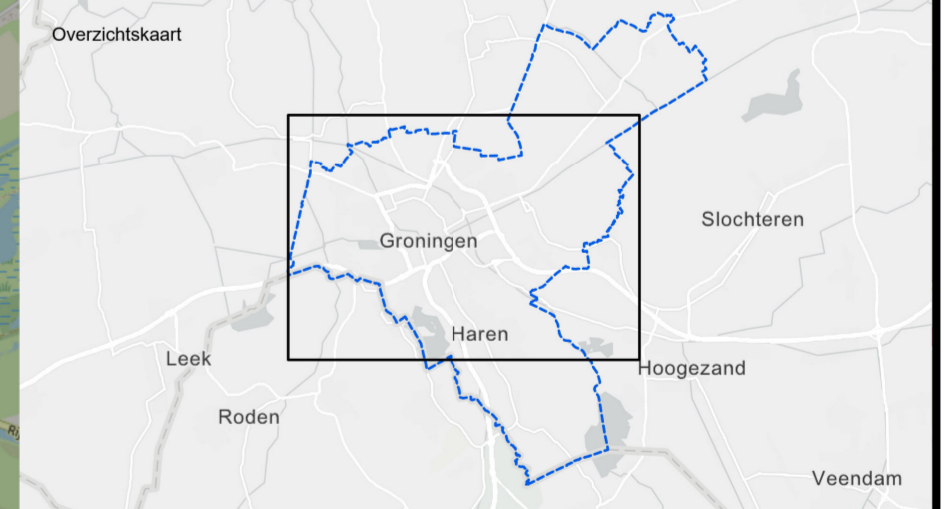 Overzichtskaart
Slochteren
Groningen
Haren
Leek
Hoogezand
Roden
Veendam